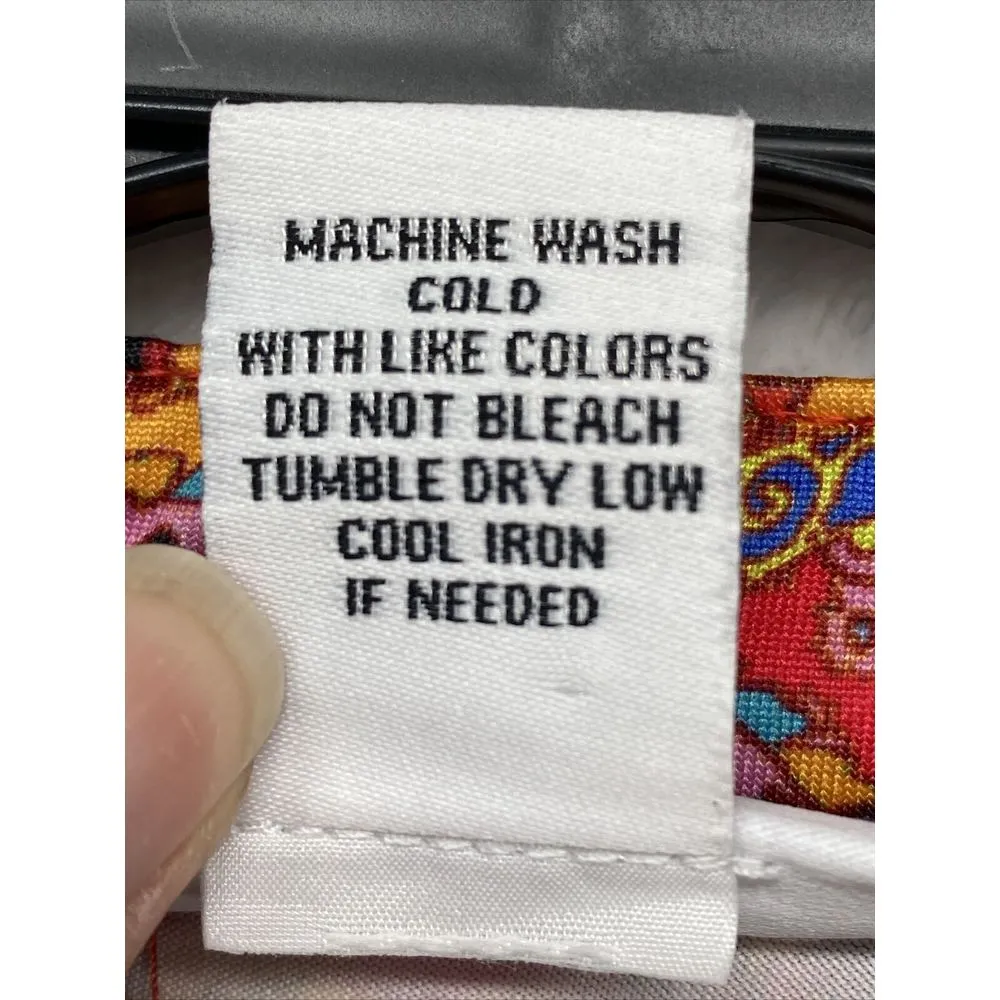 MACHINE WASH
COLD
WITH LIKE COLORS
DO NOT BLEACH
TUMBLE DRY LOW
COOL IRON
IF NEEDED